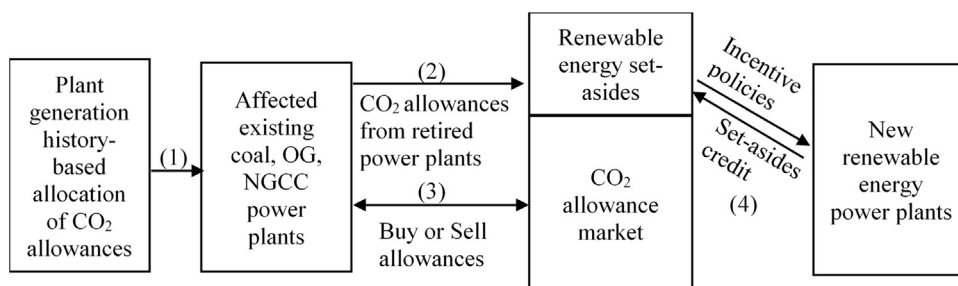 Plant
generation
history-
based
allocation
of CO₂
allowances
(1)
Affected
existing
coal, OG,
NGCC
power
plants
(2)
CO₂ allowances
from retired
power plants
(3)
Buy or Sell
allowances
Renewable
energy set-
asides
CO₂
allowance
market
Incentive
policies
Set-asides
credit
(4)
New
renewable
energy
power plants